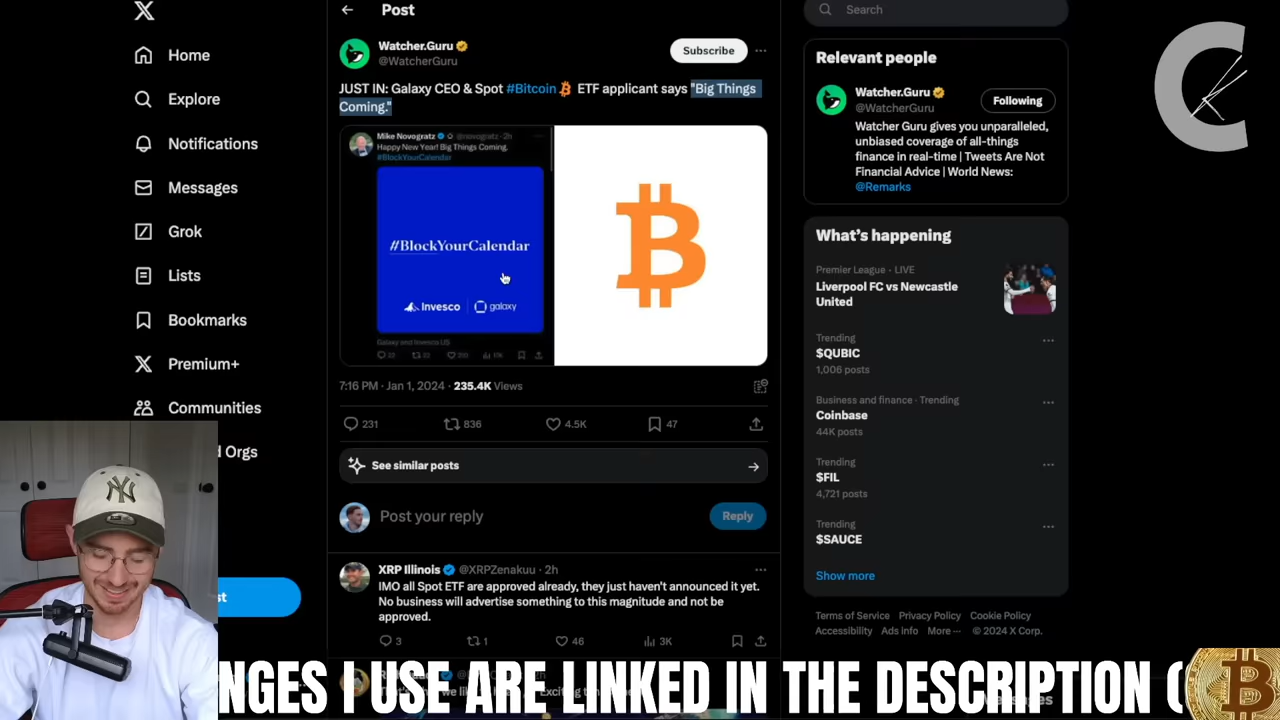 Home
Explore
Notifications
Messages
Grok
Lists
Bookmarks
Premium+
Communities
d Orgs
st
Post
Watcher.Guru
@WatcherGuru
Subscribe
JUST IN: Galaxy CEO & Spot #Bitcoin ETF applicant says "Big Things
Coming."
Mike Novogratz @novogratz · 2h
Happy New Year! Big Things Coming.
#BlockYourCalendar
#BlockYourCalendar
Invesco galaxy
Galaxy and Invesco US
7:16 PM · Jan 1, 2024 · 235.4K Views
231 836 4.5K 47
See similar posts
Post your reply
Reply
XRP Illinois @XRPZenakuu · 2h
IMO all Spot ETF are approved already, they just haven't announced it yet.
No business will advertise something to this magnitude and not be
approved.
3 1 46 3K
Search
Relevant people
Watcher.Guru
@WatcherGuru
Following
Watcher Guru gives you unparalleled,
unbiased coverage of all-things
finance in real-time | Tweets Are Not
Financial Advice | World News:
@Remarks
What's happening
Premier League · LIVE
Liverpool FC vs Newcastle
United
Trending
$QUBIC
1,006 posts
Business and finance · Trending
Coinbase
44K posts
Trending
$FIL
4,721 posts
Trending
$SAUCE
Show more
Terms of Service Privacy Policy Cookie Policy
Accessibility Ads info More ··· © 2024 X Corp.
NGES I USE ARE LINKED IN THE DESCRIPTION (